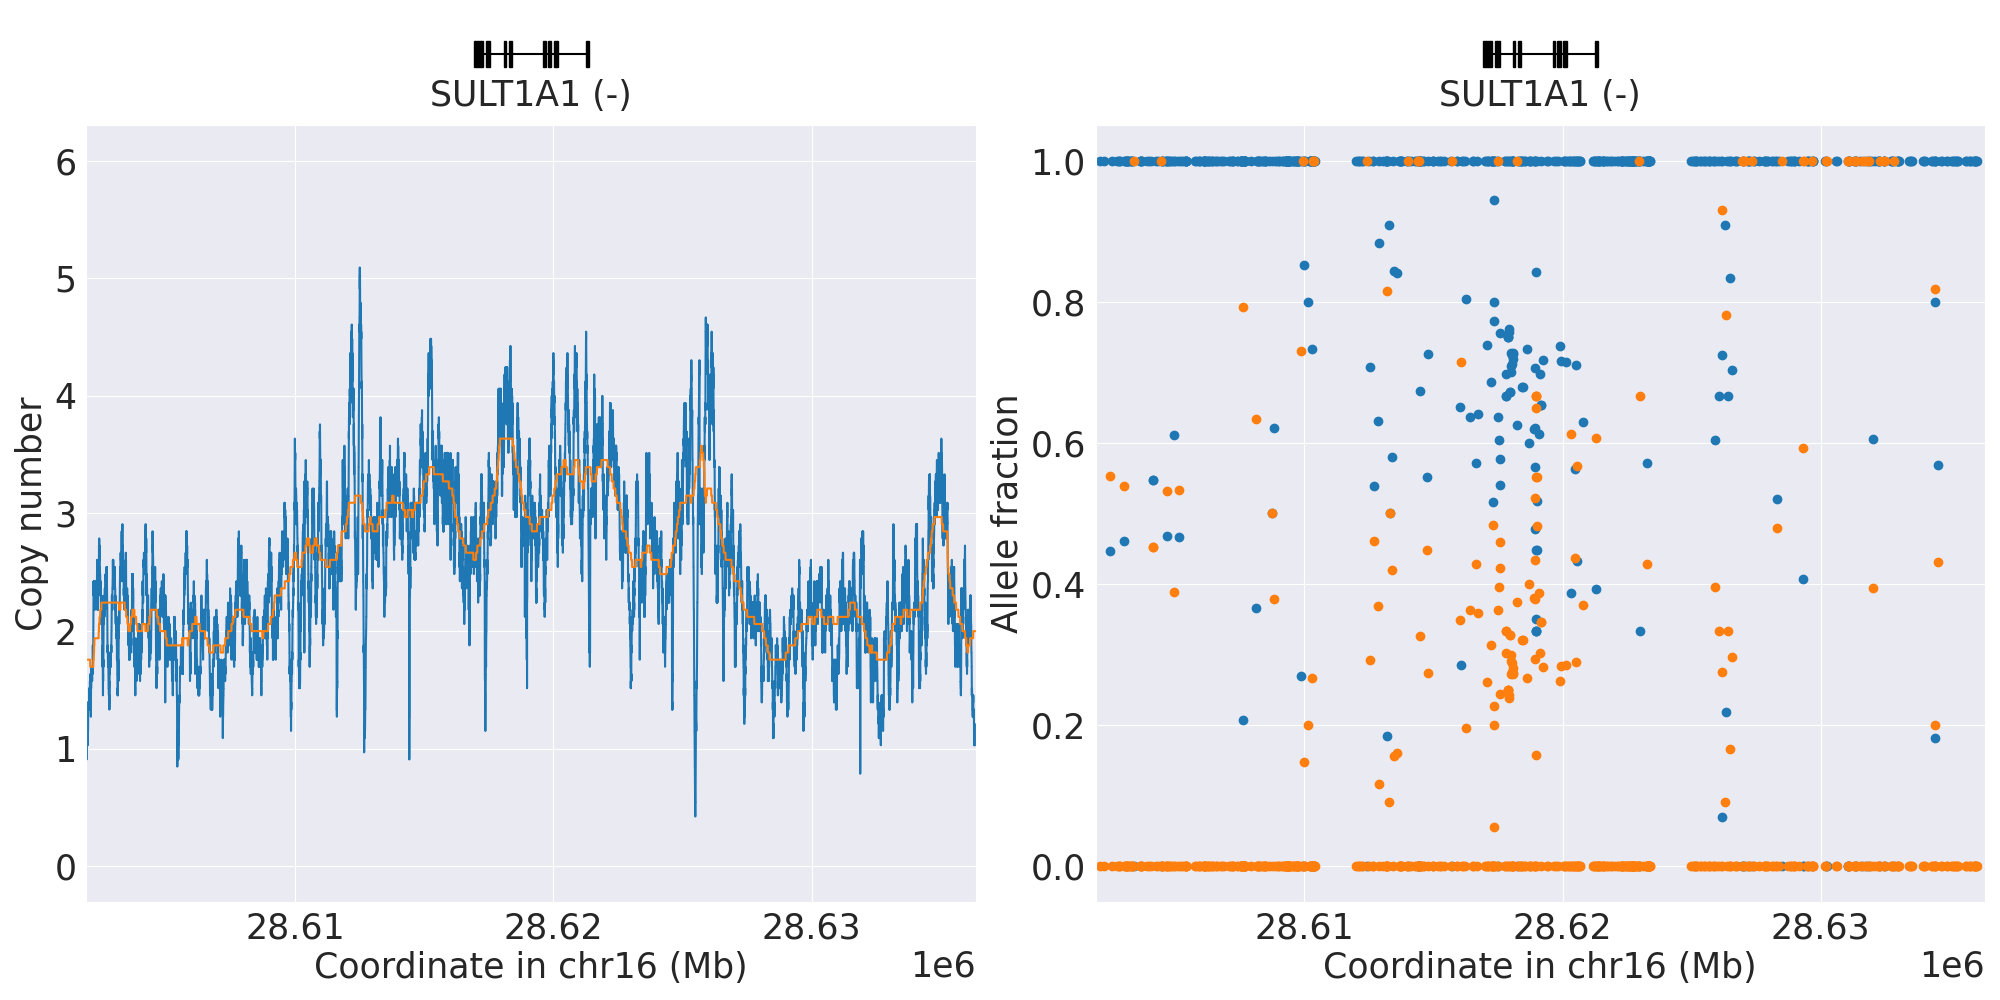 SULT1A1 (-)
Copy number
6
5
4
3
2
1
0
28.61 28.62 28.63
Coordinate in chr16 (Mb) 1e6
SULT1A1 (-)
Allele fraction
1.0
0.8
0.6
0.4
0.2
0.0
28.61 28.62 28.63
Coordinate in chr16 (Mb) 1e6